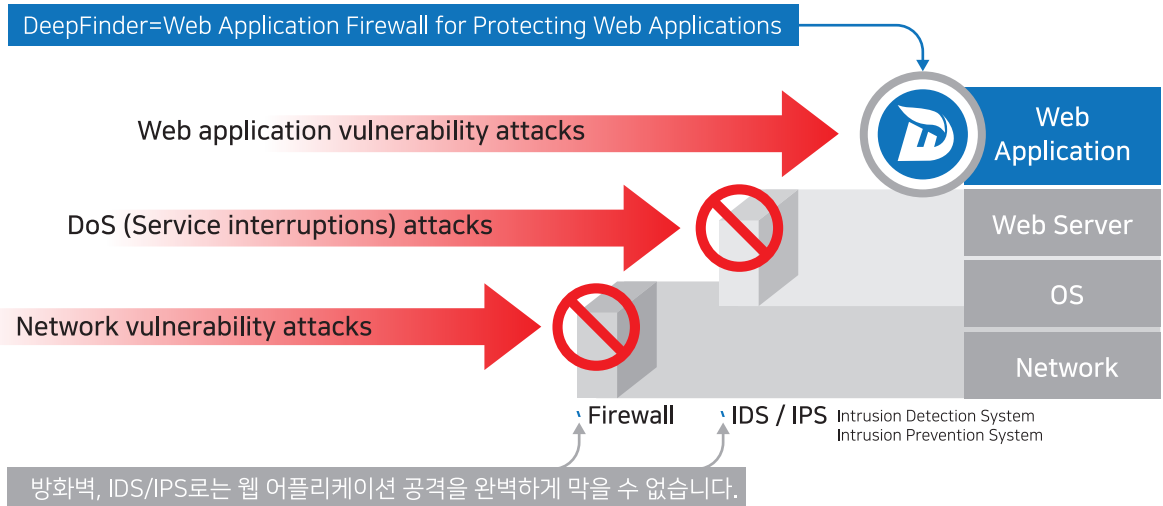 DeepFinder=Web Application Firewall for Protecting Web Applications
Web application vulnerability attacks
Web
Application
DoS (Service interruptions) attacks
Web Server
OS
Network vulnerability attacks
Network
Firewall
IDS / IPS Intrusion Detection System
Intrusion Prevention System
방화벽, IDS/IPS로는 웹 어플리케이션 공격을 완벽하게 막을 수 없습니다.